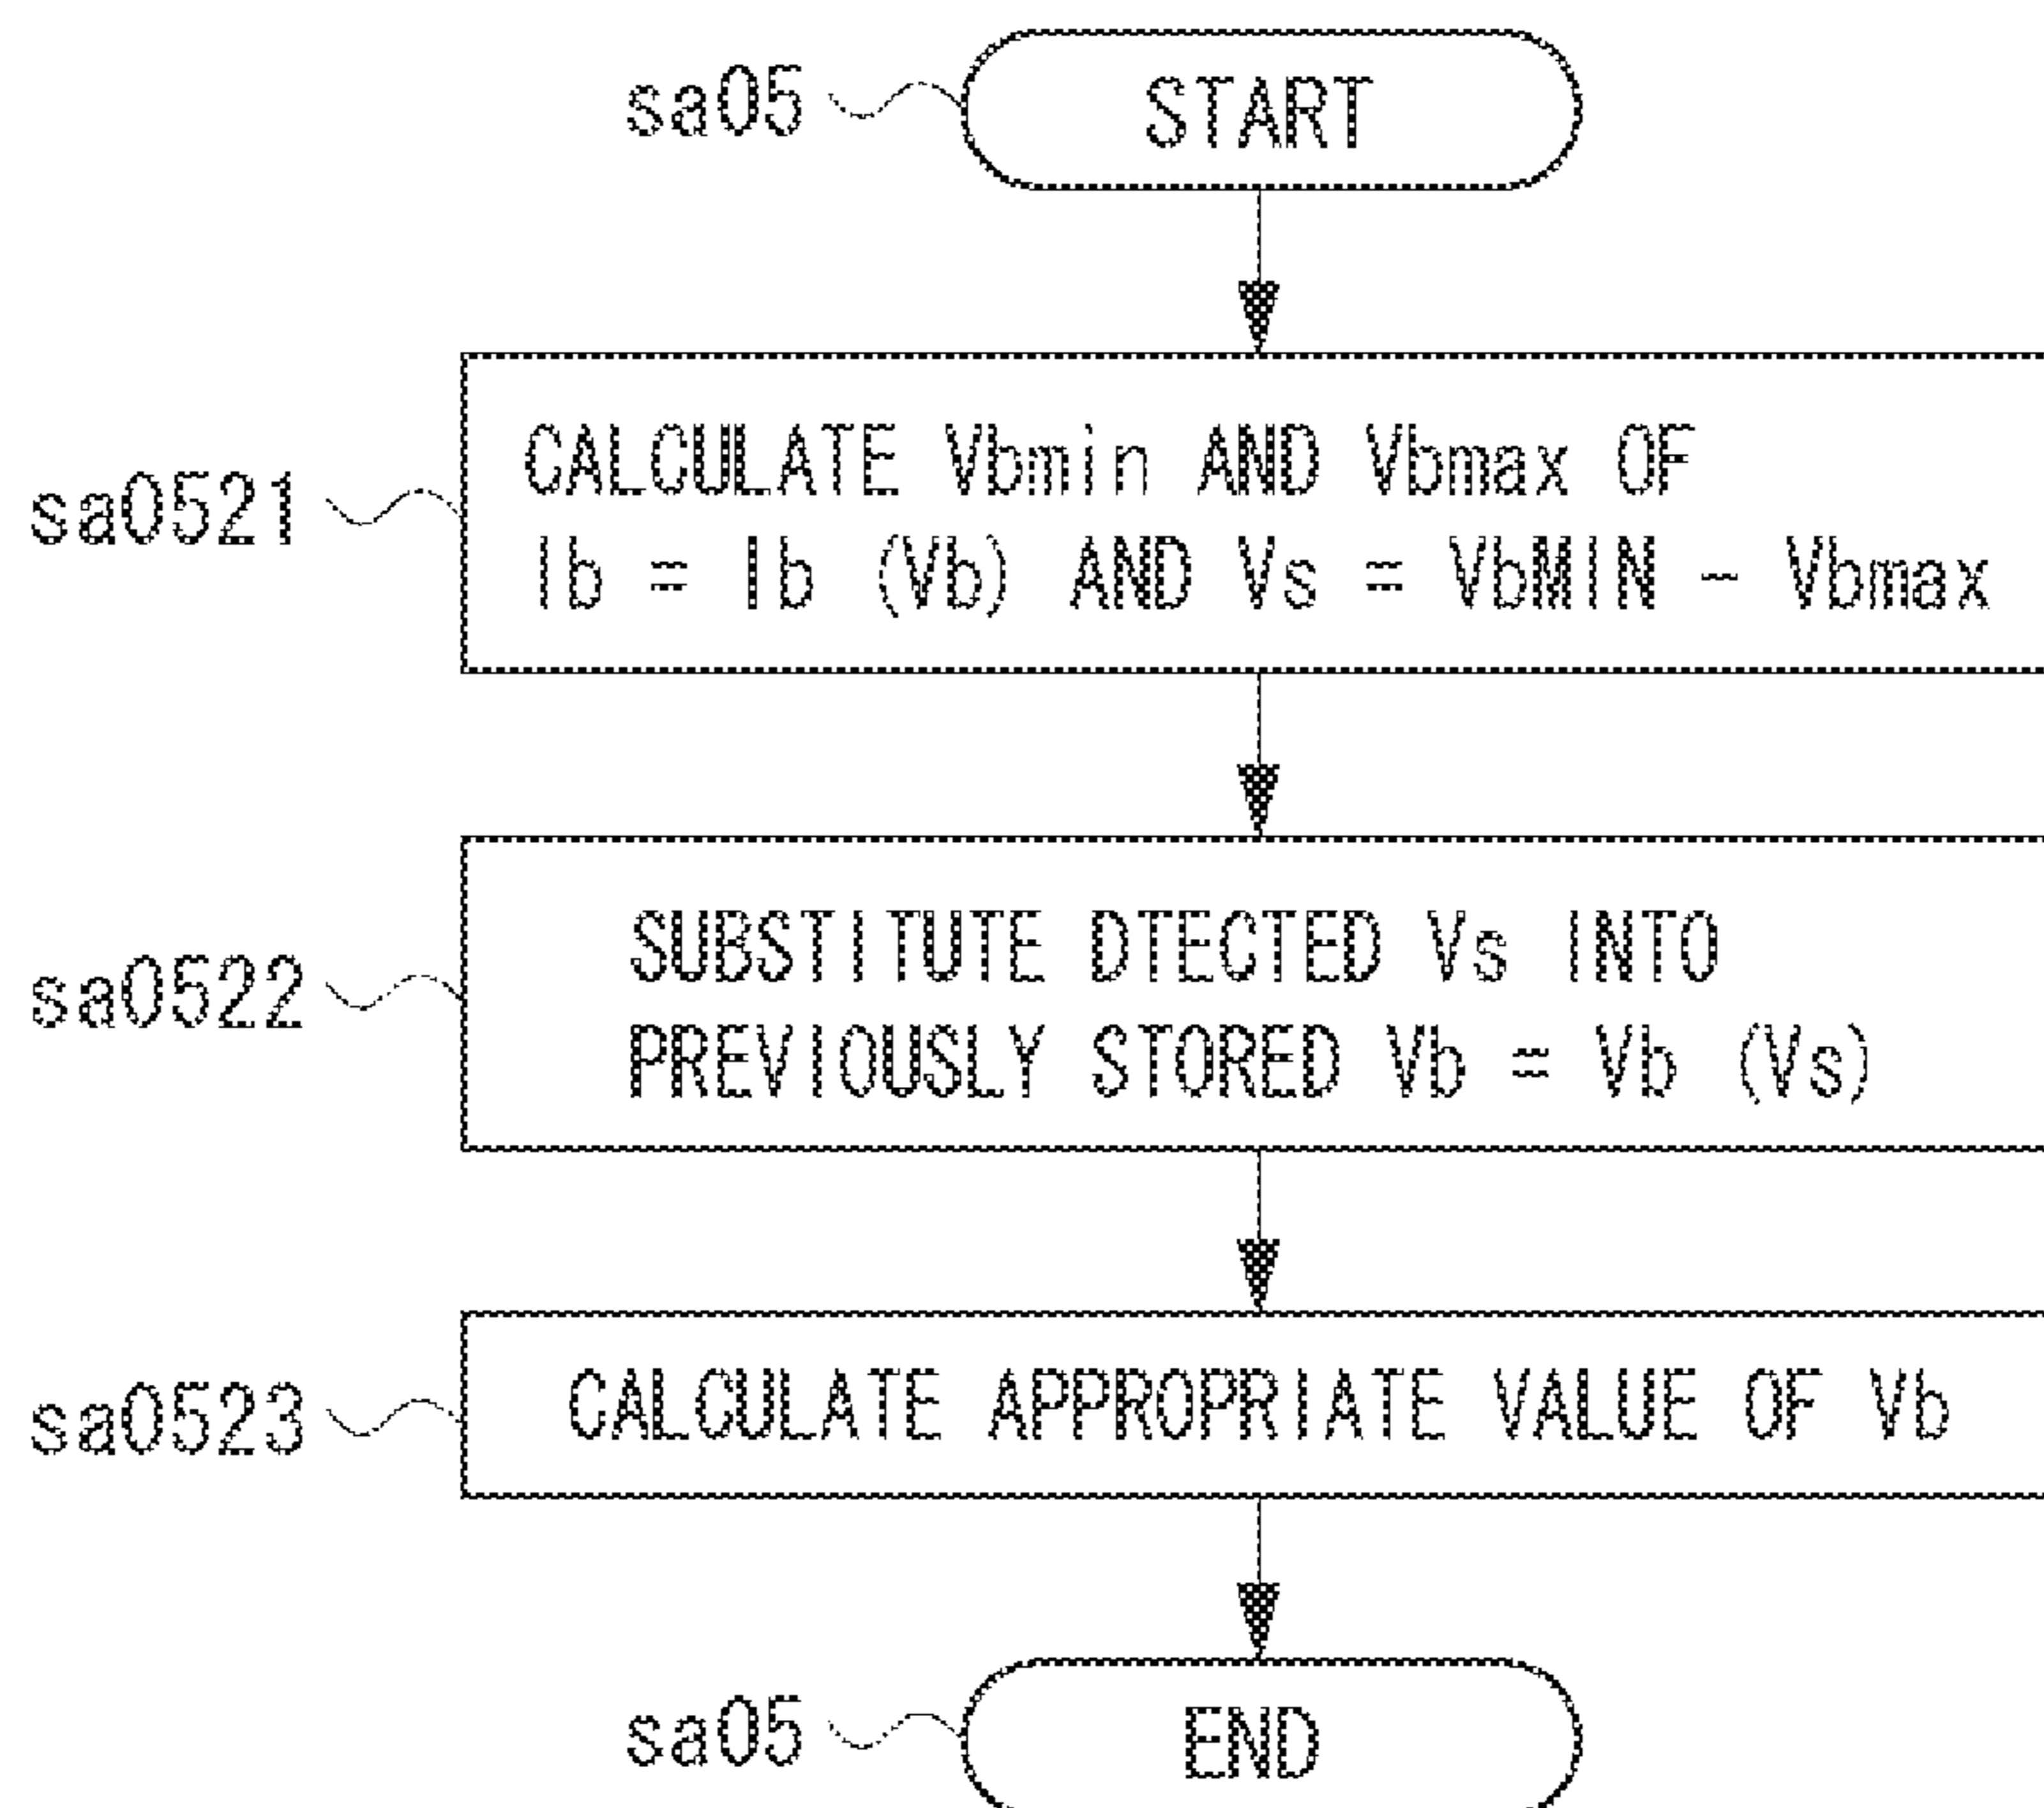 sa05 START
sa0521 CALCULATE Vbmin AND Vbmax OF
Ib = Ib (Vb) AND Vs = VbMIN - Vbmax
sa0522 SUBSTITUTE DTECTED Vs INTO
PREVIOUSLY STORED Vb = Vb (Vs)
sa0523 CALCULATE APPROPRIATE VALUE OF Vb
sa05 END